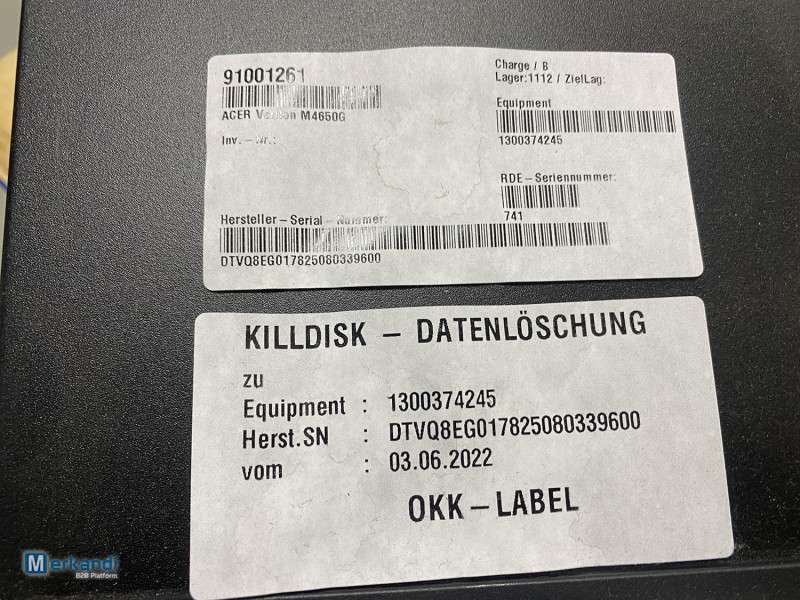 91001261
ACER Veriton M4650G
Inv.-Nr.:
Charge / B
Lager:1112 / ZielLag:
Equipment
1300374245
RDE-Seriennummer:
741
Hersteller-Serial-Nummer:
DTVQ8EG017825080339600
KILLDISK - DATENLÖSCHUNG
zu
Equipment : 1300374245
Herst.SN : DTVQ8EG017825080339600
vom : 03.06.2022
OKK-LABEL
Merkandi
B2B Platform